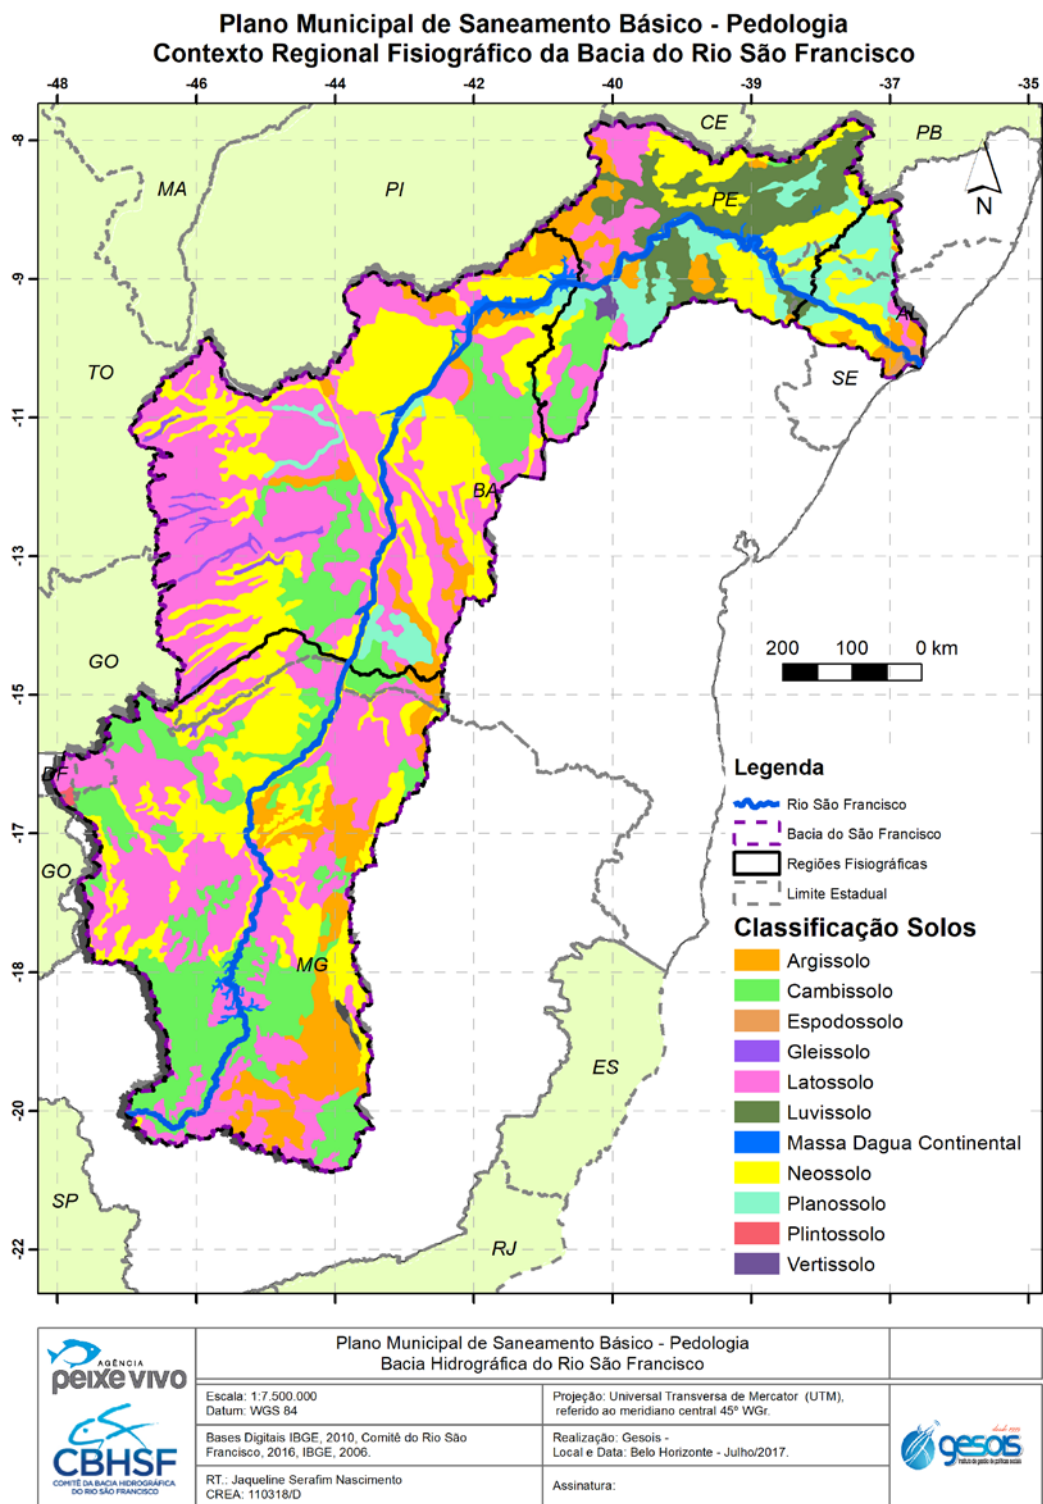 Plano Municipal de Saneamento Básico - Pedologia
Contexto Regional Fisiográfico da Bacia do Rio São Francisco
-48 -46 -44 -42 -40 -39 -37 -35
-8
-9
-11
-13
-15
-17
-18
-20
-22
CE
PB
MA
PI
PE
N
AL
TO
SE
BA
GO
200 100 0 km
DF
GO
MG
ES
SP
RJ
Legenda
Rio São Francisco
Bacia do São Francisco
Regiões Fisiográficas
Limite Estadual
Classificação Solos
Argissolo
Cambissolo
Espodossolo
Gleissolo
Latossolo
Luvissolo
Massa Dagua Continental
Neossolo
Planossolo
Plintossolo
Vertissolo
Plano Municipal de Saneamento Básico - Pedologia
Bacia Hidrográfica do Rio São Francisco
AGÊNCIA
peixe vivo
Escala: 1:7.500.000
Datum: WGS 84
Projeção: Universal Transversa de Mercator (UTM),
referido ao meridiano central 45º WGr.
Bases Digitais IBGE, 2010, Comitê do Rio São
Francisco, 2016, IBGE, 2006.
Realização: Gesois -
Local e Data: Belo Horizonte - Julho/2017.
RT.: Jaqueline Serafim Nascimento
CREA: 110318/D
Assinatura:
CBHSF
COMITÊ DA BACIA HIDROGRÁFICA
DO RIO SÃO FRANCISCO
gesois